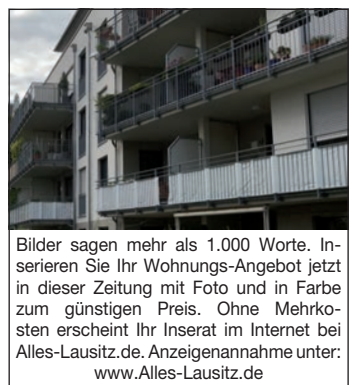 Bilder sagen mehr als 1.000 Worte. In-
serieren Sie Ihr Wohnungs-Angebot jetzt
in dieser Zeitung mit Foto und in Farbe
zum günstigen Preis. Ohne Mehrko-
sten erscheint Ihr Inserat im Internet bei
Alles-Lausitz.de. Anzeigenannahme unter:
www.Alles-Lausitz.de